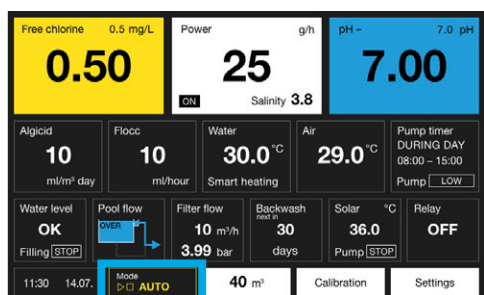 Free chlorine 0.5 mg/L
0.50
Power g/h
25
ON Salinity 3.8
pH – 7.0 pH
7.00
Algicid
10
ml/m³ day
Flocc
10
ml/hour
Water
30.0 °C
Smart heating
Air
29.0 °C
Pump timer
DURING DAY
08:00 – 15:00
Pump LOW
Water level
OK
Filling STOP
Pool flow
OVER
Filter flow
10 m³/h
3.99 bar
Backwash
next in
30
days
Solar °C
36.0
Pump STOP
Relay
OFF
11:30 14.07.
Mode
AUTO
40 m³
Calibration
Settings